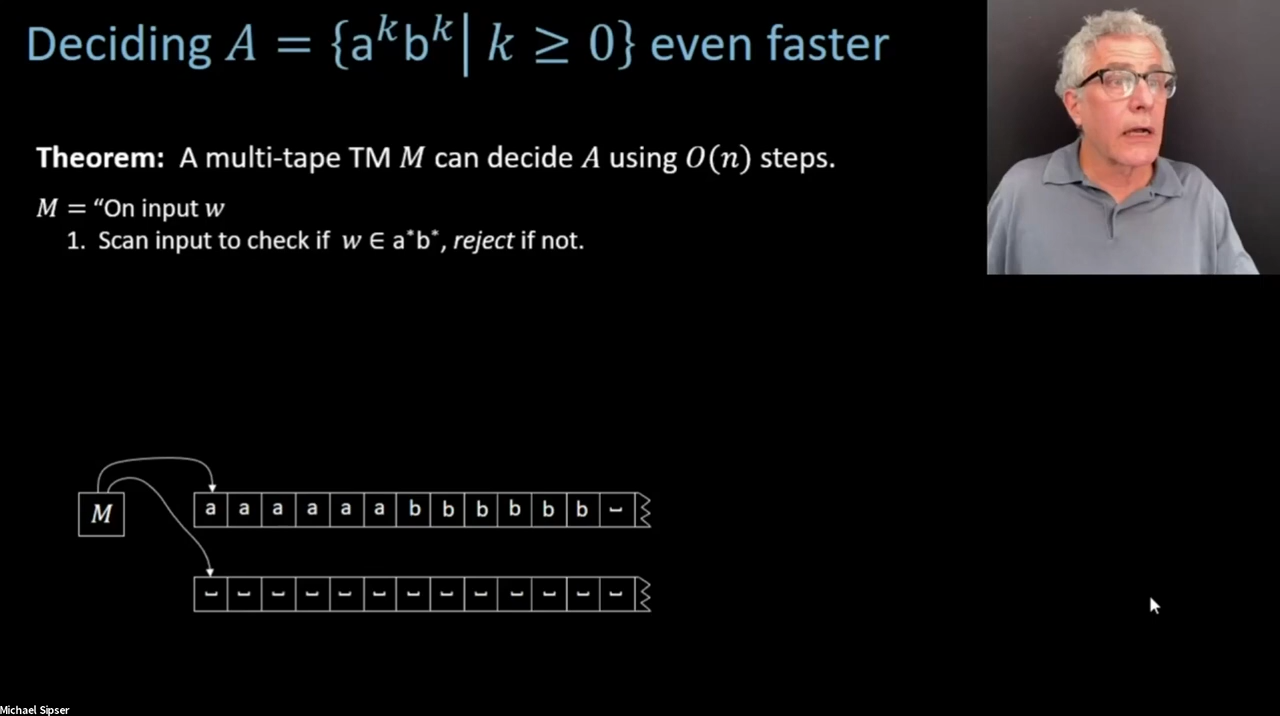 Deciding A = {aᵏbᵏ| k ≥ 0} even faster
Theorem: A multi-tape TM M can decide A using O(n) steps.
M = “On input w
1. Scan input to check if w ∈ a*b*, reject if not.
M
a a a a a a b b b b b b ⌣
⌣ ⌣ ⌣ ⌣ ⌣ ⌣ ⌣ ⌣ ⌣ ⌣ ⌣ ⌣ ⌣
Michael Sipser